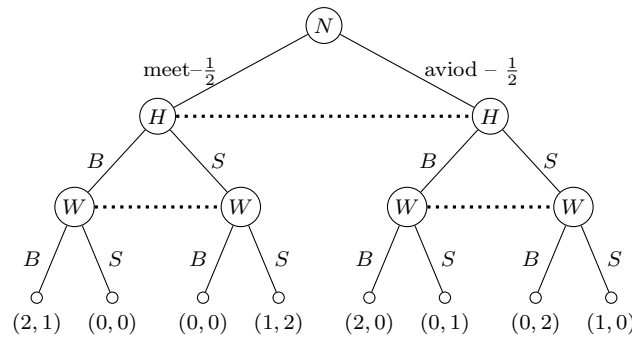 N
meet–1/2
aviod – 1/2
H H
B S B S
W W W W
B S B S B S B S
(2, 1) (0, 0) (0, 0) (1, 2) (2, 0) (0, 1) (0, 2) (1, 0)